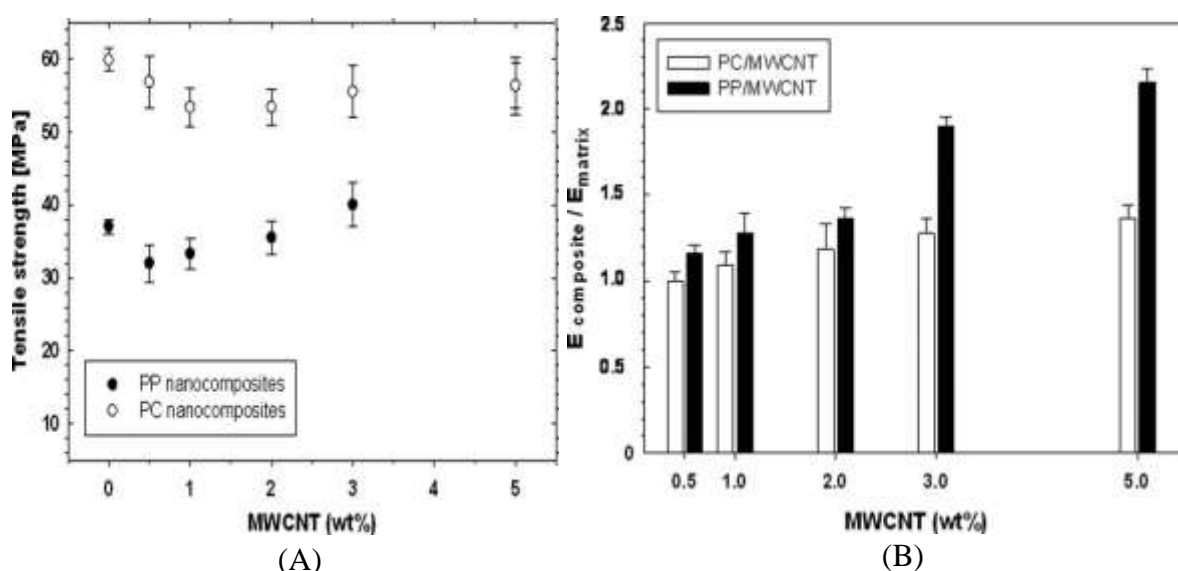 Tensile strength [MPa]
60
50
40
30
20
10
PP nanocomposites
PC nanocomposites
0 1 2 3 4 5
MWCNT (wt%)
(A)
E composite / Ematrix
2.5
2.0
1.5
1.0
0.5
0
PC/MWCNT
PP/MWCNT
0.5 1.0 2.0 3.0 5.0
MWCNT (wt%)
(B)